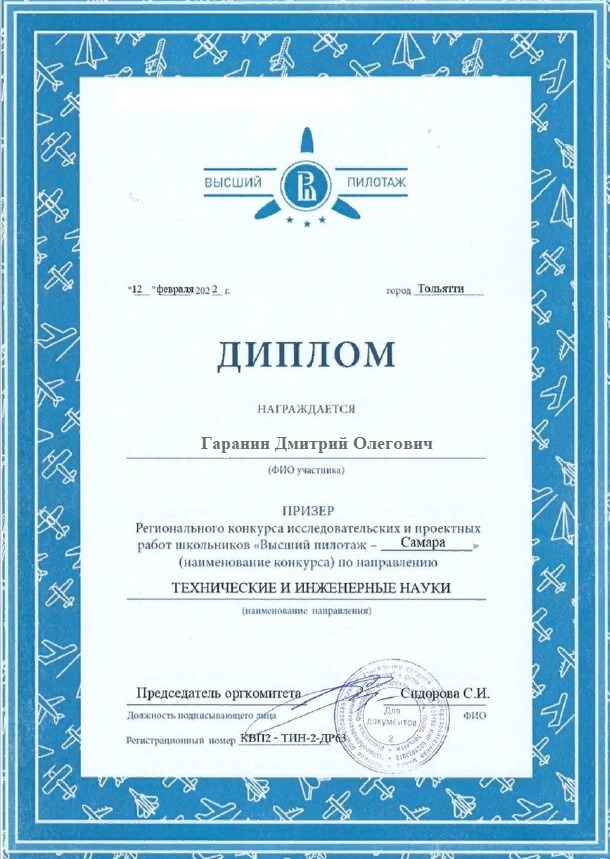 ВЫСШИЙ ПИЛОТАЖ
"12 " февраля 2022 г. город Тольятти
ДИПЛОМ
НАГРАЖДАЕТСЯ
Гаранин Дмитрий Олегович
(ФИО участника)
ПРИЗЕР
Регионального конкурса исследовательских и проектных
работ школьников «Высший пилотаж – Самара »
(наименование конкурса) по направлению
ТЕХНИЧЕСКИЕ И ИНЖЕНЕРНЫЕ НАУКИ
(наименование направления)
Председатель оргкомитета Сидорова С.И.
Должность подписывающего лица ФИО
Регистрационный номер КВП2 - ТИН-2-ДР63
Для
документов
2